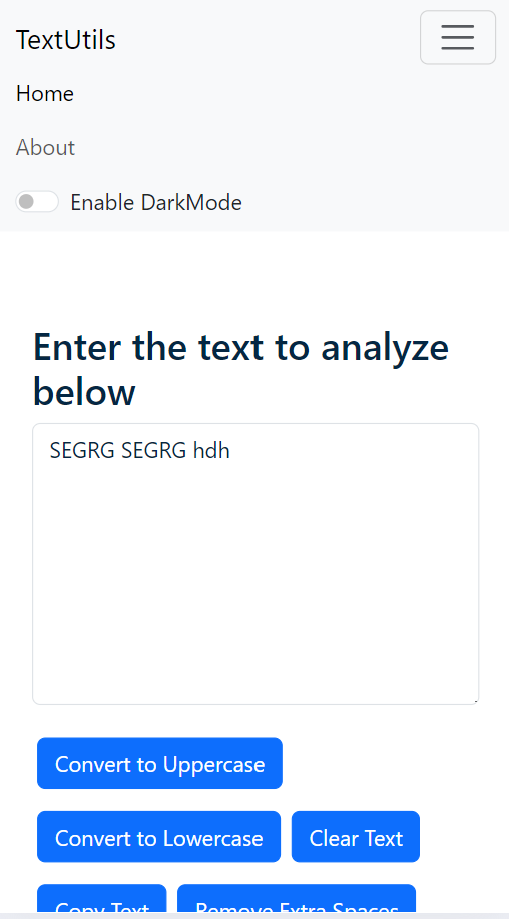 TextUtils
Home
About
Enable DarkMode
Enter the text to analyze
below
SEGRG SEGRG hdh
Convert to Uppercase
Convert to Lowercase Clear Text
Copy Text Remove Extra Spaces